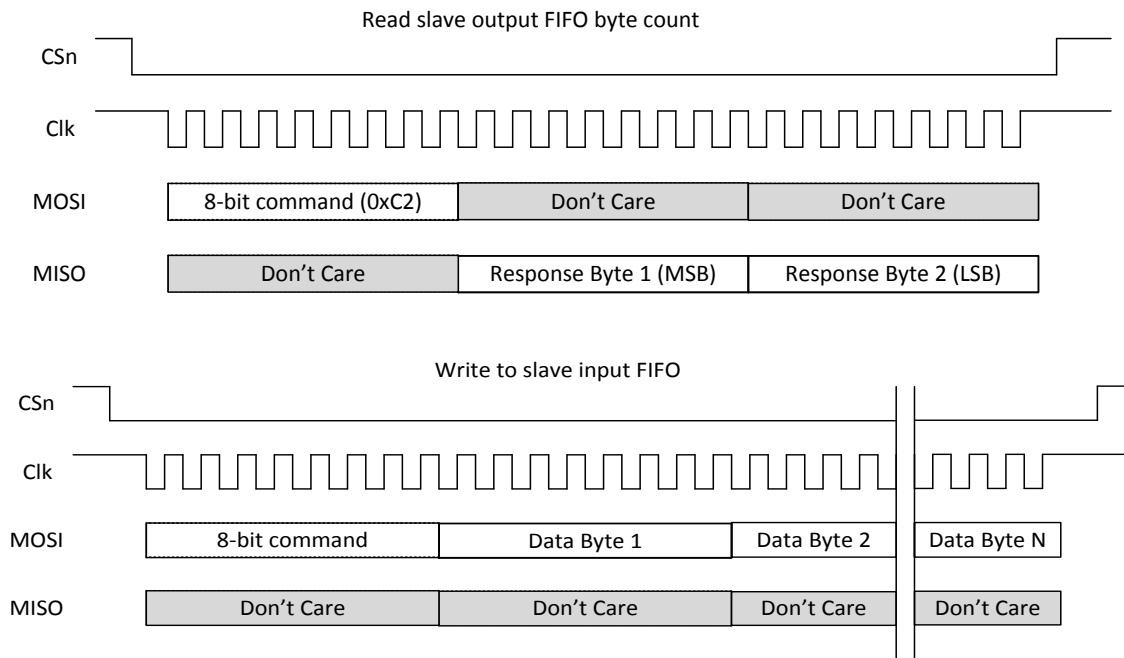 Read slave output FIFO byte count
CSn
Clk
MOSI 8-bit command (0xC2) Don't Care Don't Care
MISO Don't Care Response Byte 1 (MSB) Response Byte 2 (LSB)
Write to slave input FIFO
CSn
Clk
MOSI 8-bit command Data Byte 1 Data Byte 2 Data Byte N
MISO Don't Care Don't Care Don't Care Don't Care